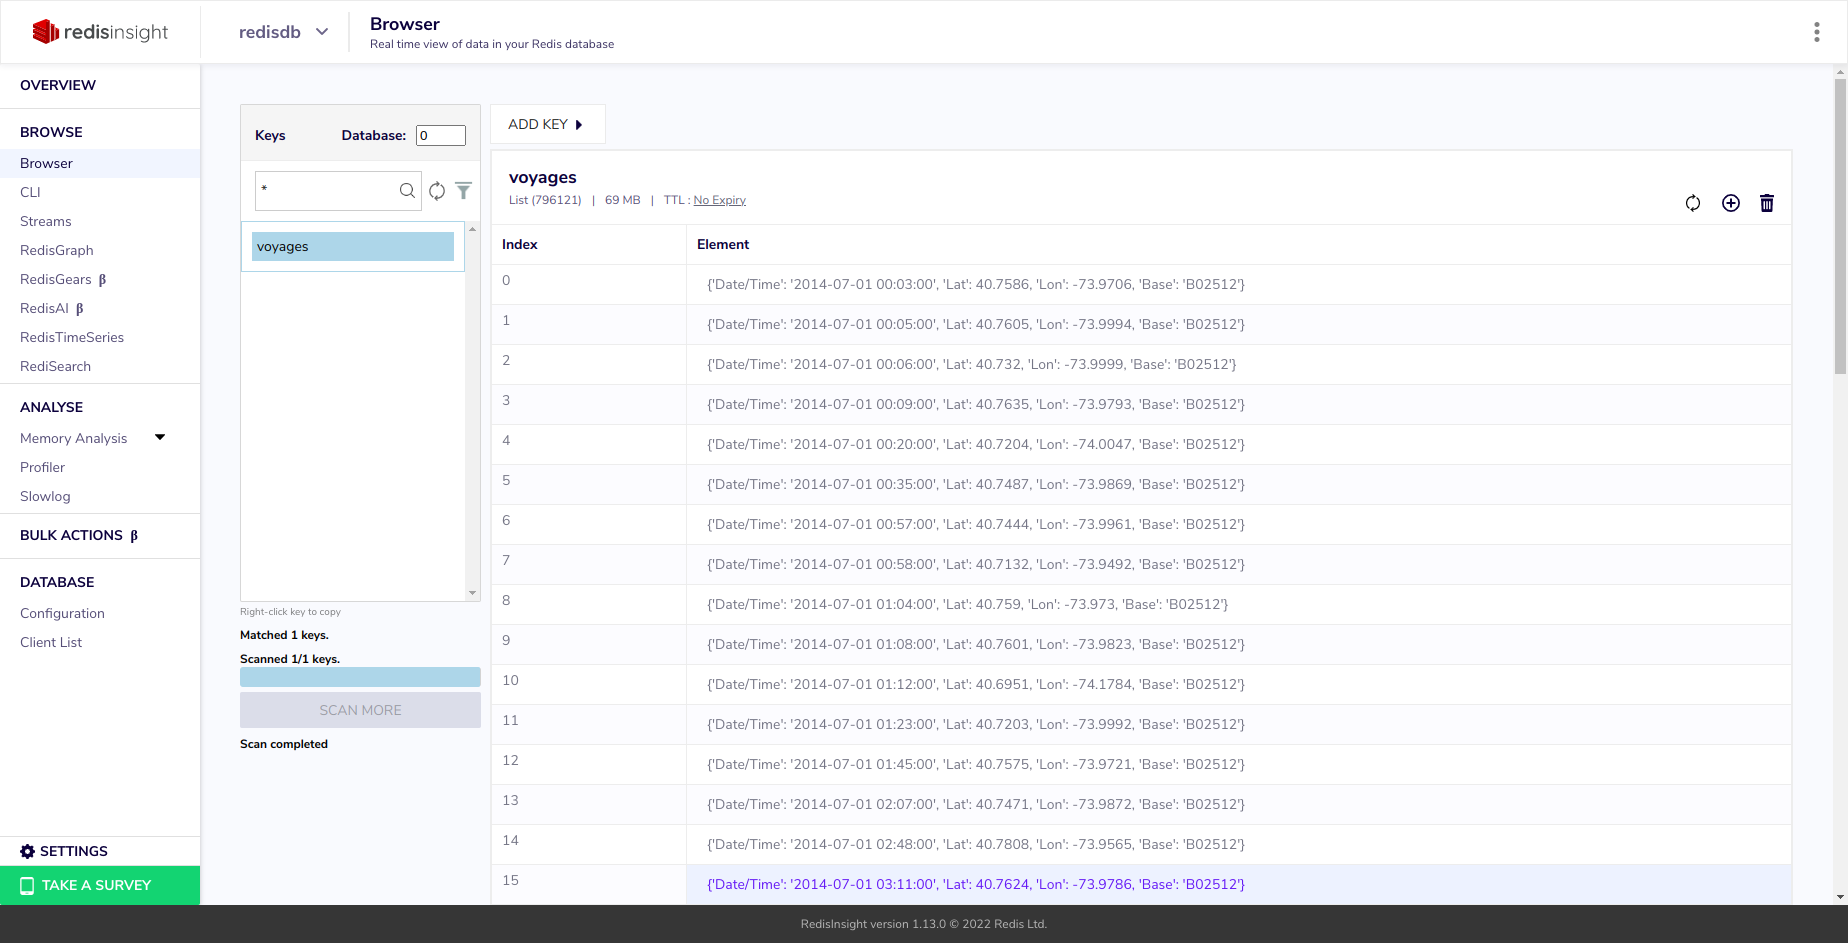 redisinsight
redisdb
Browser
Real time view of data in your Redis database
OVERVIEW
BROWSE
Browser
CLI
Streams
RedisGraph
RedisGears β
RedisAI β
RedisTimeSeries
RediSearch
ANALYSE
Memory Analysis
Profiler
Slowlog
BULK ACTIONS β
DATABASE
Configuration
Client List
SETTINGS
TAKE A SURVEY
Keys Database: 0
*
voyages
Right-click key to copy
Matched 1 keys.
Scanned 1/1 keys.
SCAN MORE
Scan completed
ADD KEY
voyages
List (796121) | 69 MB | TTL : No Expiry
Index Element
0 {'Date/Time': '2014-07-01 00:03:00', 'Lat': 40.7586, 'Lon': -73.9706, 'Base': 'B02512'}
1 {'Date/Time': '2014-07-01 00:05:00', 'Lat': 40.7605, 'Lon': -73.9994, 'Base': 'B02512'}
2 {'Date/Time': '2014-07-01 00:06:00', 'Lat': 40.732, 'Lon': -73.9999, 'Base': 'B02512'}
3 {'Date/Time': '2014-07-01 00:09:00', 'Lat': 40.7635, 'Lon': -73.9793, 'Base': 'B02512'}
4 {'Date/Time': '2014-07-01 00:20:00', 'Lat': 40.7204, 'Lon': -74.0047, 'Base': 'B02512'}
5 {'Date/Time': '2014-07-01 00:35:00', 'Lat': 40.7487, 'Lon': -73.9869, 'Base': 'B02512'}
6 {'Date/Time': '2014-07-01 00:57:00', 'Lat': 40.7444, 'Lon': -73.9961, 'Base': 'B02512'}
7 {'Date/Time': '2014-07-01 00:58:00', 'Lat': 40.7132, 'Lon': -73.9492, 'Base': 'B02512'}
8 {'Date/Time': '2014-07-01 01:04:00', 'Lat': 40.759, 'Lon': -73.973, 'Base': 'B02512'}
9 {'Date/Time': '2014-07-01 01:08:00', 'Lat': 40.7601, 'Lon': -73.9823, 'Base': 'B02512'}
10 {'Date/Time': '2014-07-01 01:12:00', 'Lat': 40.6951, 'Lon': -74.1784, 'Base': 'B02512'}
11 {'Date/Time': '2014-07-01 01:23:00', 'Lat': 40.7203, 'Lon': -73.9992, 'Base': 'B02512'}
12 {'Date/Time': '2014-07-01 01:45:00', 'Lat': 40.7575, 'Lon': -73.9721, 'Base': 'B02512'}
13 {'Date/Time': '2014-07-01 02:07:00', 'Lat': 40.7471, 'Lon': -73.9872, 'Base': 'B02512'}
14 {'Date/Time': '2014-07-01 02:48:00', 'Lat': 40.7808, 'Lon': -73.9565, 'Base': 'B02512'}
15 {'Date/Time': '2014-07-01 03:11:00', 'Lat': 40.7624, 'Lon': -73.9786, 'Base': 'B02512'}
RedisInsight version 1.13.0 © 2022 Redis Ltd.